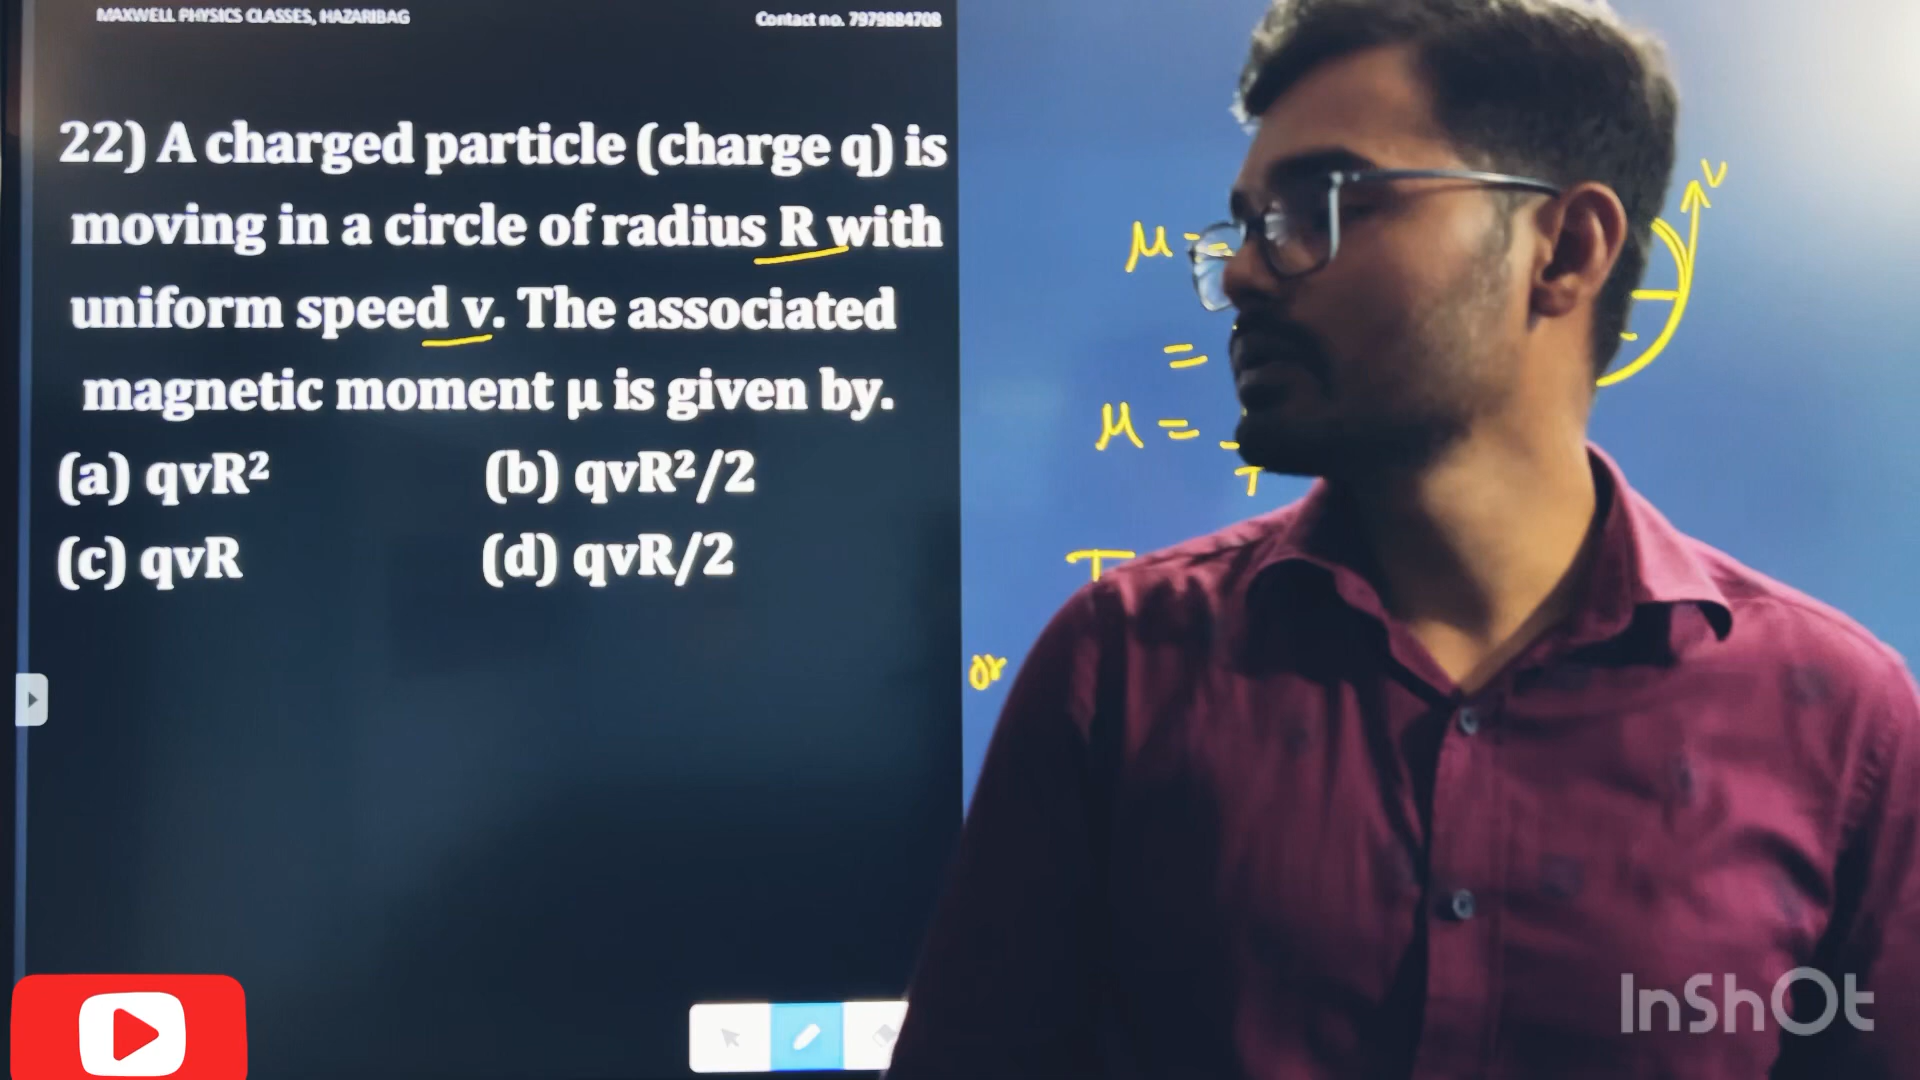 MAXWELL PHYSICS CLASSES, HAZARIBAG
Contact no. 7979884708
22) A charged particle (charge q) is
moving in a circle of radius R with
uniform speed v. The associated
magnetic moment μ is given by.
(a) qvR² (b) qvR²/2
(c) qvR (d) qvR/2
μ =
=
μ =
T
T
or
v
InShOt